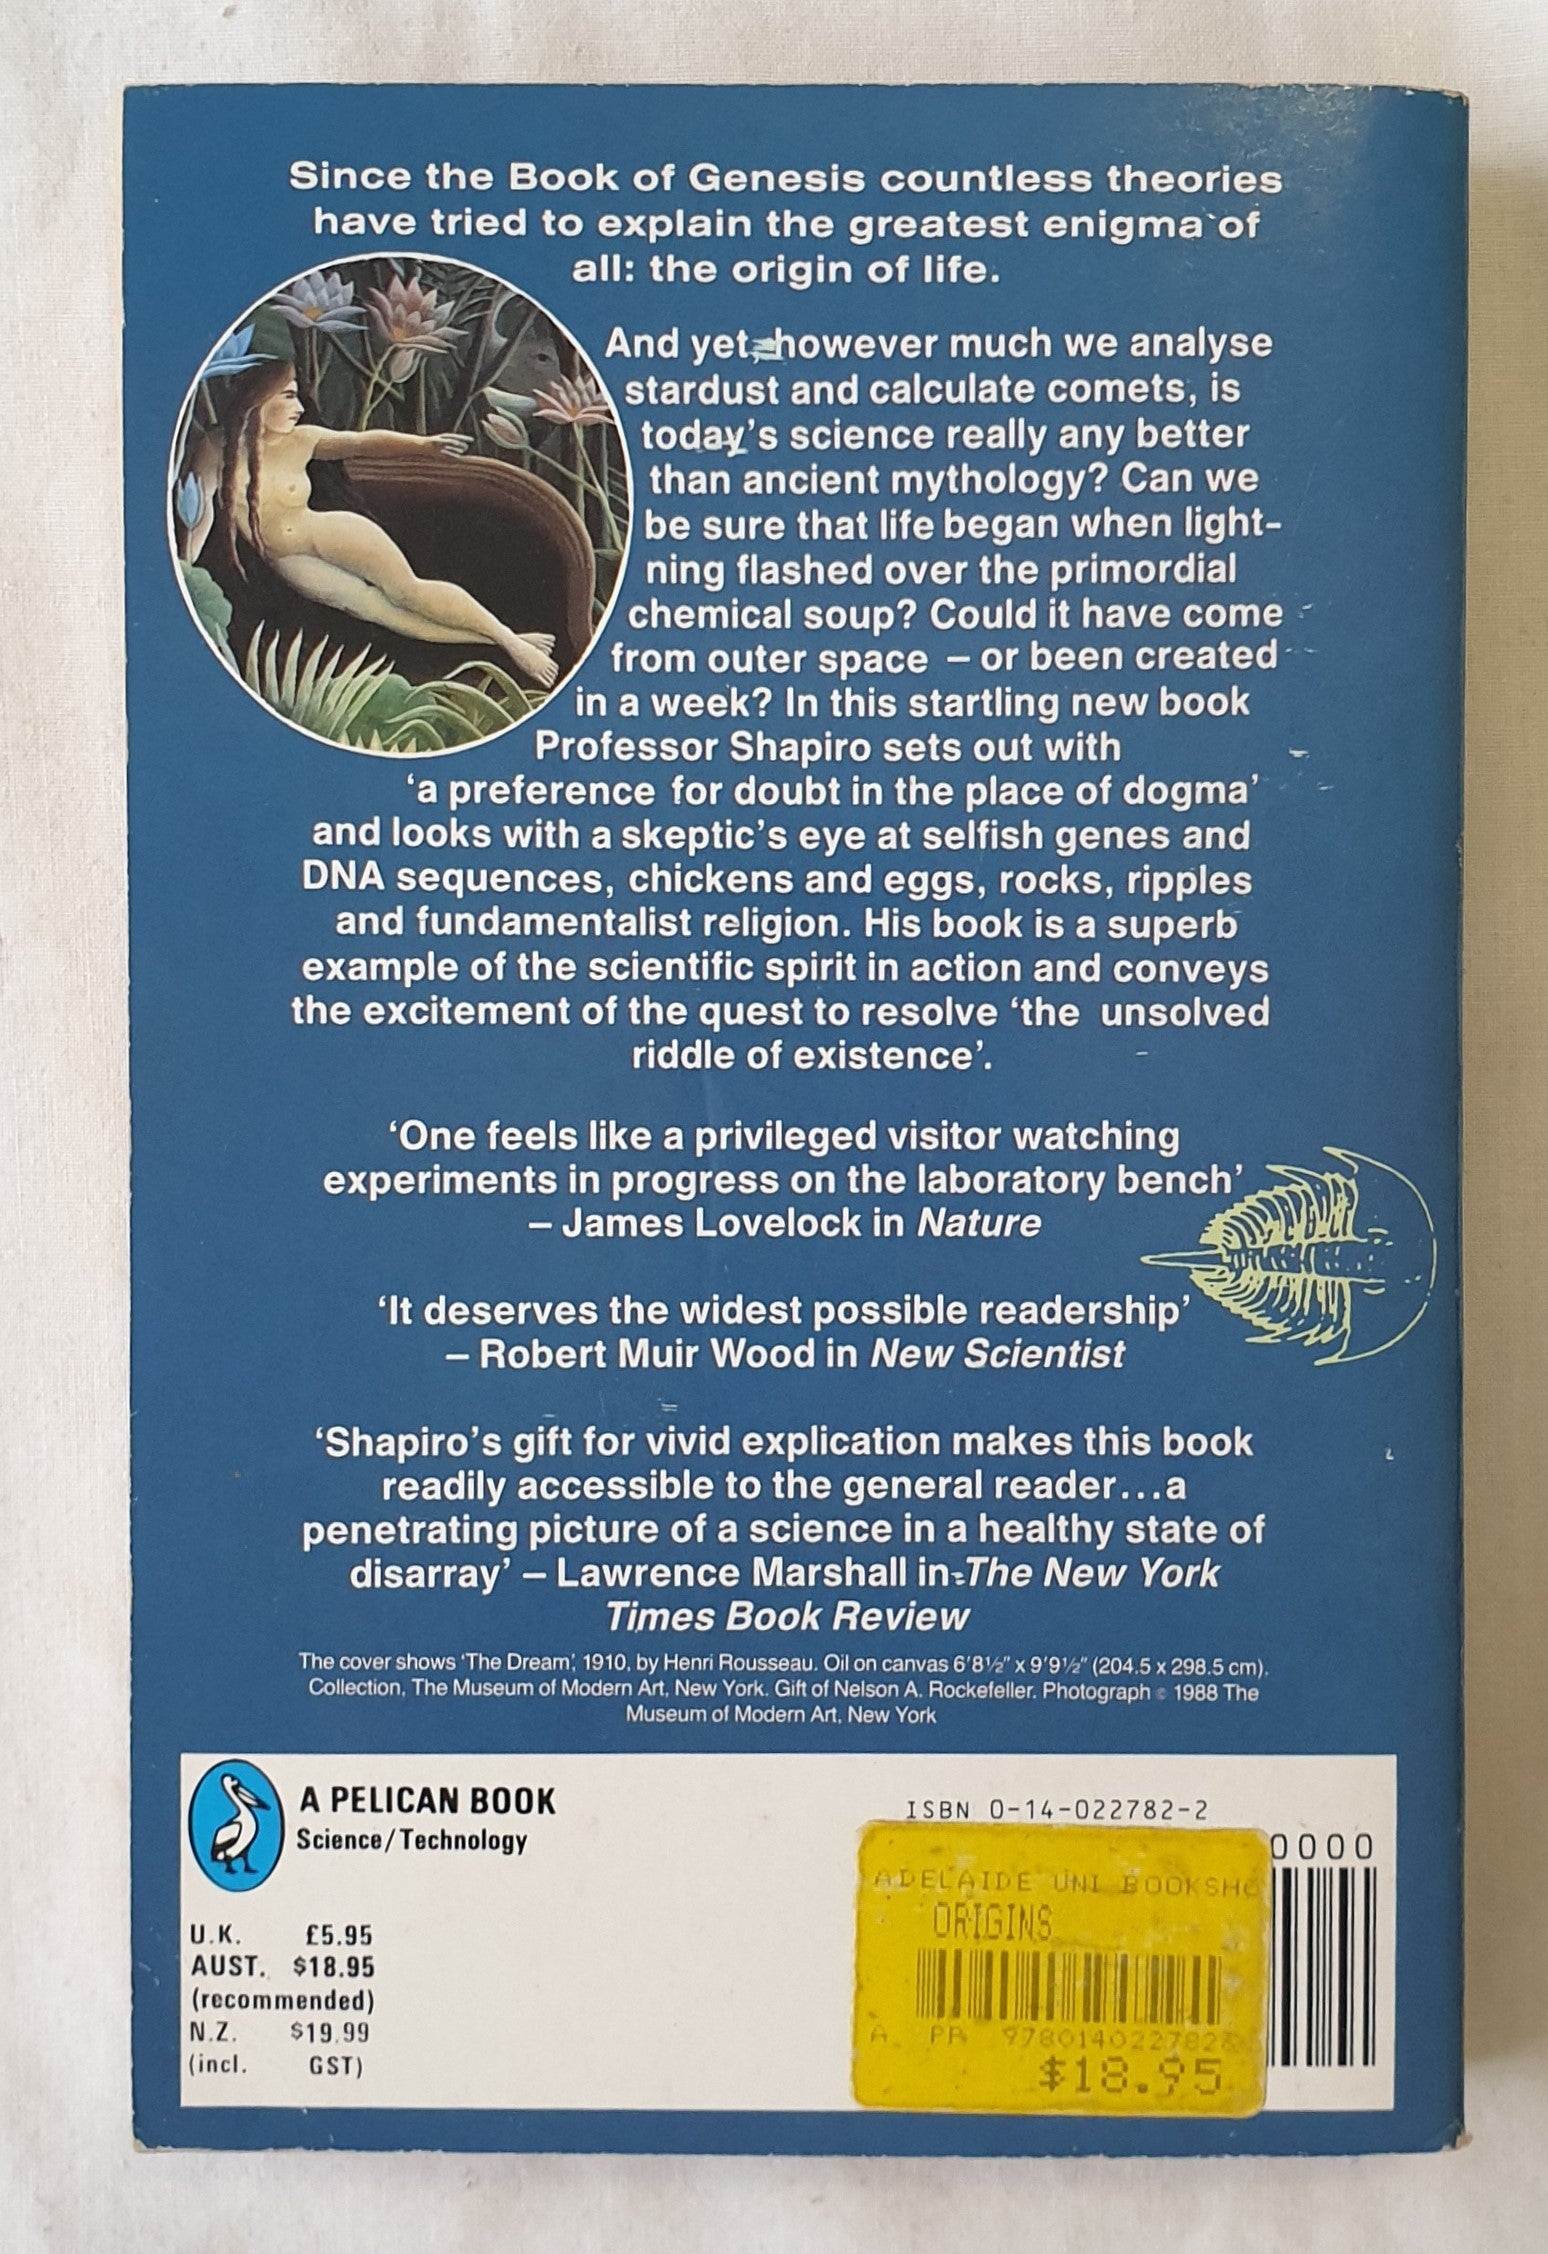 Since the Book of Genesis countless theories
have tried to explain the greatest enigma of
all: the origin of life.
And yet, however much we analyse
stardust and calculate comets, is
today's science really any better
than ancient mythology? Can we
be sure that life began when light-
ning flashed over the primordial
chemical soup? Could it have come
from outer space – or been created
in a week? In this startling new book
Professor Shapiro sets out with
‘a preference for doubt in the place of dogma’
and looks with a skeptic’s eye at selfish genes and
DNA sequences, chickens and eggs, rocks, ripples
and fundamentalist religion. His book is a superb
example of the scientific spirit in action and conveys
the excitement of the quest to resolve ‘the unsolved
riddle of existence’.
‘One feels like a privileged visitor watching
experiments in progress on the laboratory bench’
– James Lovelock in Nature
‘It deserves the widest possible readership’
– Robert Muir Wood in New Scientist
‘Shapiro’s gift for vivid explication makes this book
readily accessible to the general reader...a
penetrating picture of a science in a healthy state of
disarray’ – Lawrence Marshall in The New York
Times Book Review
The cover shows ‘The Dream’, 1910, by Henri Rousseau. Oil on canvas 6'8½" x 9'9½" (204.5 x 298.5 cm).
Collection, The Museum of Modern Art, New York. Gift of Nelson A. Rockefeller. Photograph © 1988 The
Museum of Modern Art, New York
A PELICAN BOOK
Science/Technology
U.K. £5.95
AUST. $18.95
(recommended)
N.Z. $19.99
(incl. GST)
ISBN 0-14-022782-2
0000
ADELAIDE UNI BOOKSHO
ORIGINS
A. PR 978014022782
$18.95